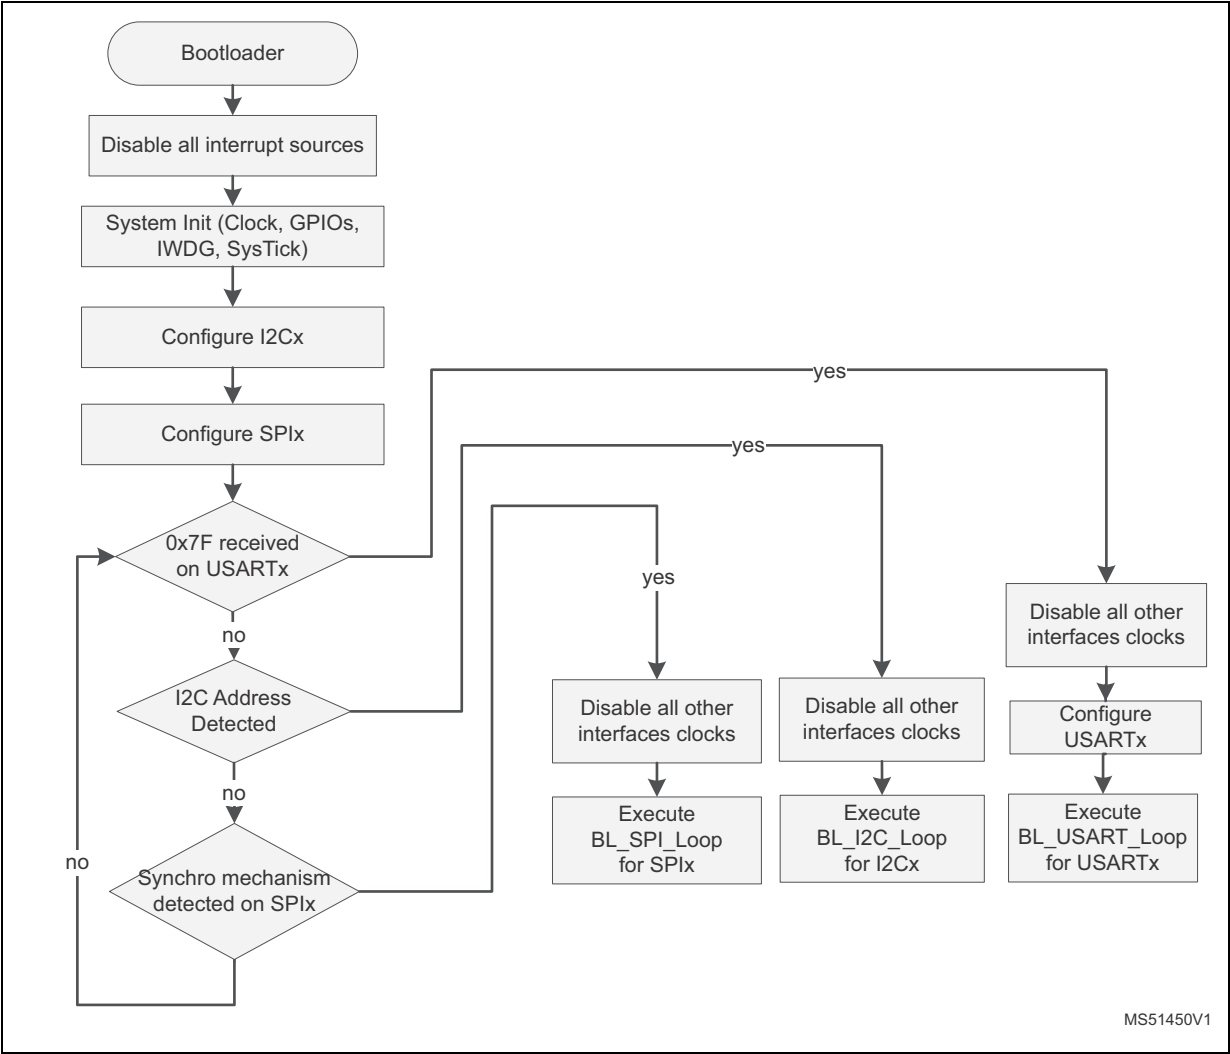 Bootloader
Disable all interrupt sources
System Init (Clock, GPIOs,
IWDG, SysTick)
Configure I2Cx
Configure SPIx
0x7F received
on USARTx
no
I2C Address
Detected
no
Synchro mechanism
detected on SPIx
no
yes
Disable all other
interfaces clocks
Execute
BL_SPI_Loop
for SPIx
yes
Disable all other
interfaces clocks
Execute
BL_I2C_Loop
for I2Cx
yes
Disable all other
interfaces clocks
Configure
USARTx
Execute
BL_USART_Loop
for USARTx
MS51450V1